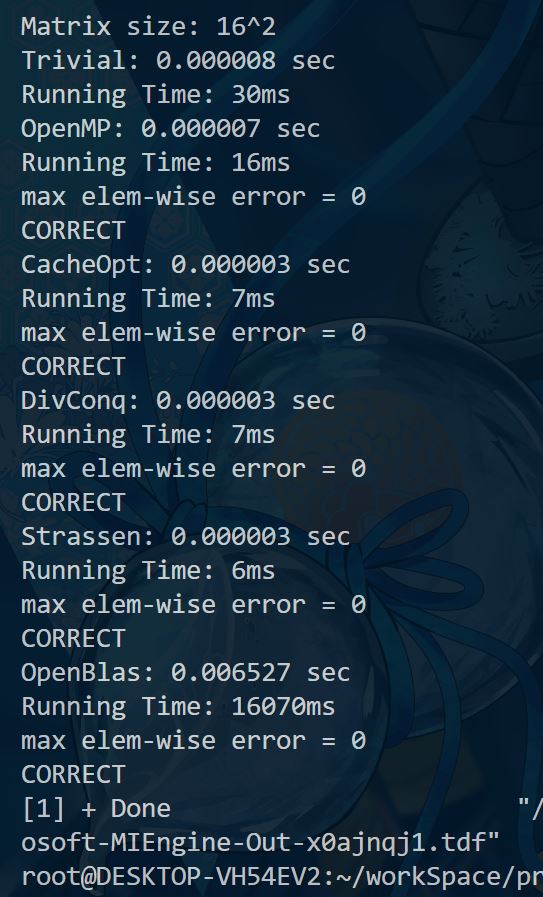 Matrix size: 16^2
Trivial: 0.000008 sec
Running Time: 30ms
OpenMP: 0.000007 sec
Running Time: 16ms
max elem-wise error = 0
CORRECT
CacheOpt: 0.000003 sec
Running Time: 7ms
max elem-wise error = 0
CORRECT
DivConq: 0.000003 sec
Running Time: 7ms
max elem-wise error = 0
CORRECT
Strassen: 0.000003 sec
Running Time: 6ms
max elem-wise error = 0
CORRECT
OpenBlas: 0.006527 sec
Running Time: 16070ms
max elem-wise error = 0
CORRECT
[1] + Done "/
osoft-MIEngine-Out-x0ajnqj1.tdf"
root@DESKTOP-VH54EV2:~/workSpace/pr